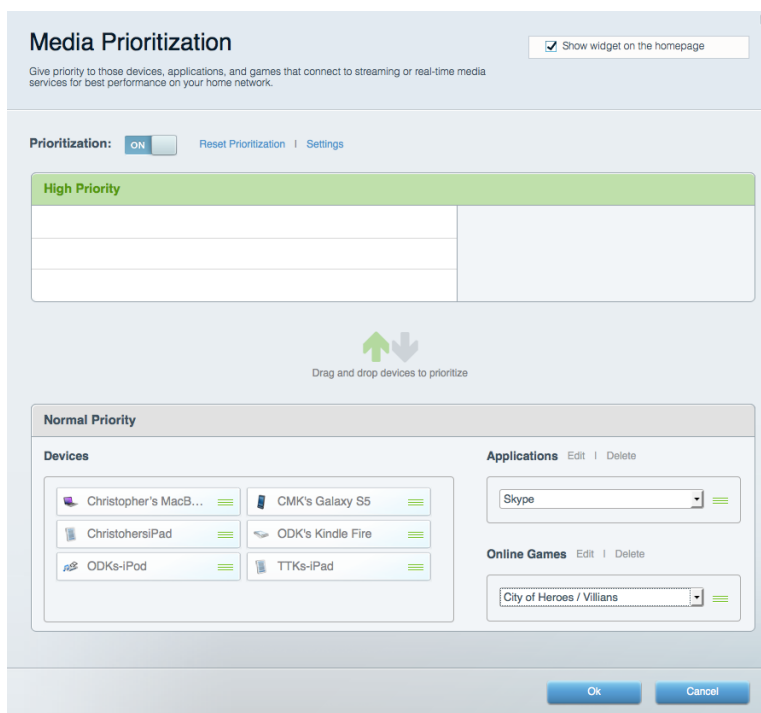 Media Prioritization
Show widget on the homepage
Give priority to those devices, applications, and games that connect to streaming or real-time media
services for best performance on your home network.
Prioritization: ON Reset Prioritization | Settings
High Priority
Drag and drop devices to prioritize
Normal Priority
Devices
Christopher's MacB... CMK's Galaxy S5
ChristohersiPad ODK's Kindle Fire
ODKs-iPod TTKs-iPad
Applications Edit | Delete
Skype
Online Games Edit | Delete
City of Heroes / Villians
Ok Cancel